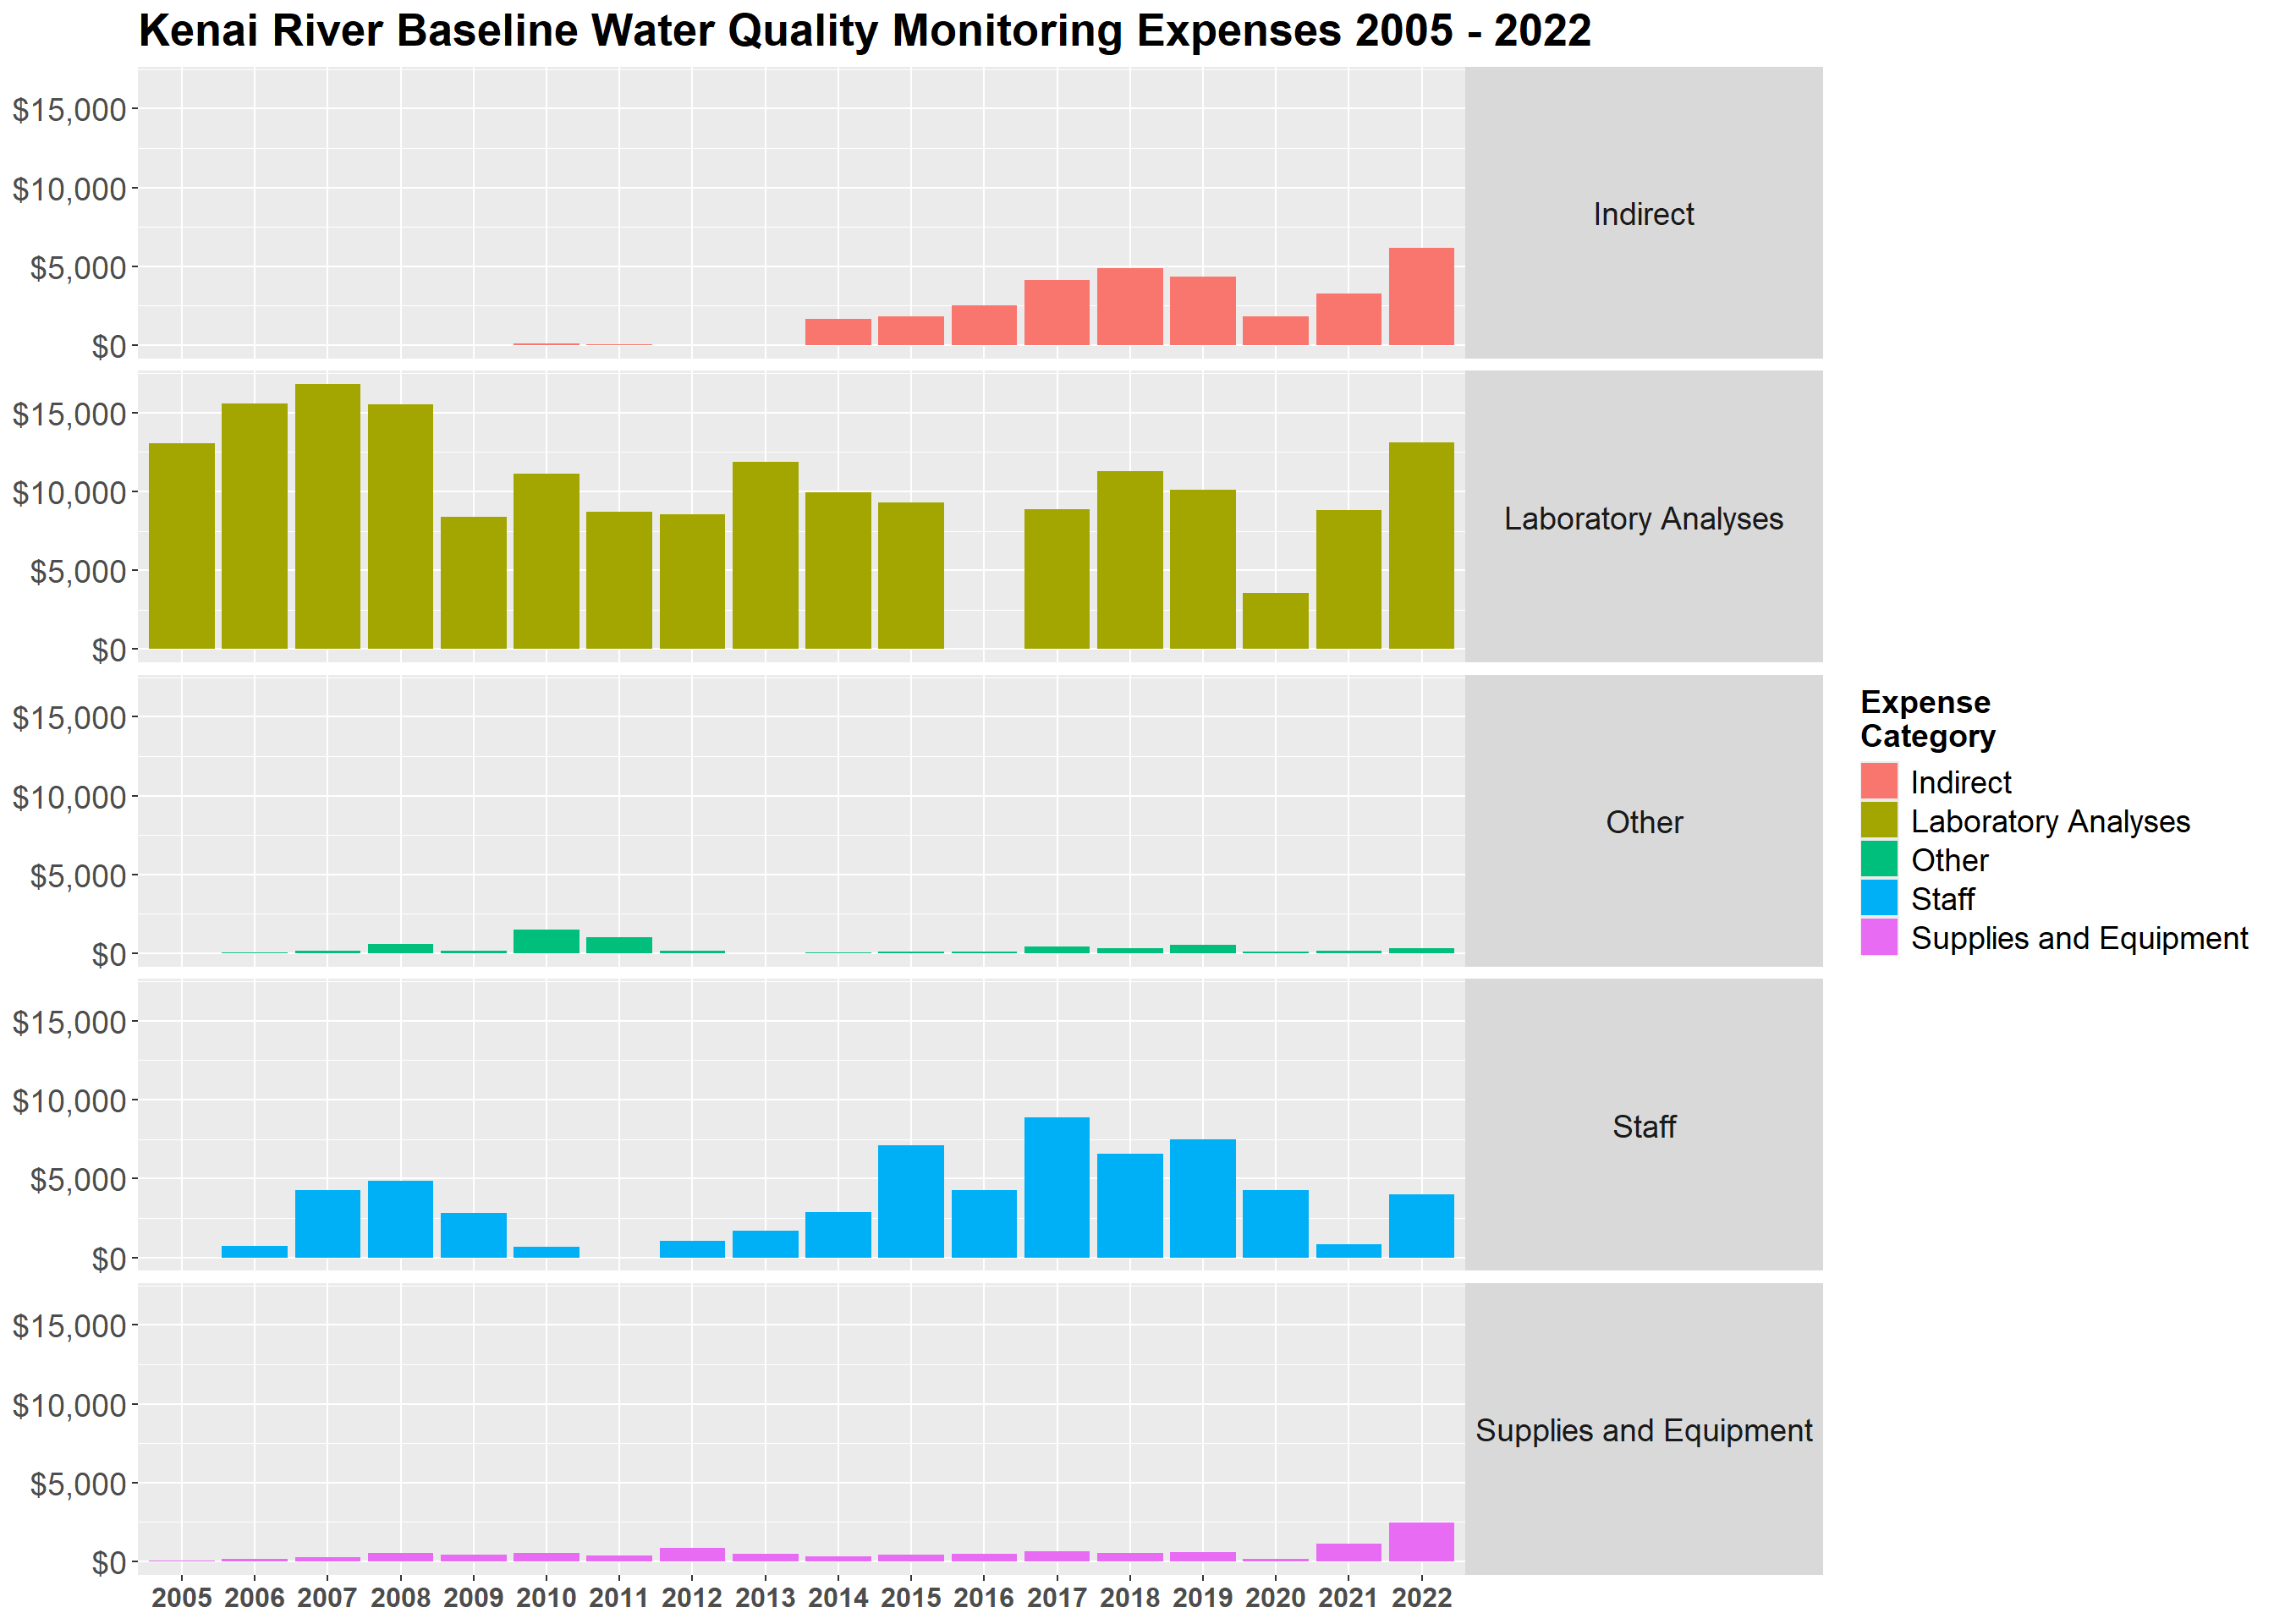 Kenai River Baseline Water Quality Monitoring Expenses 2005 - 2022
$15,000
$10,000
$5,000
$0
Indirect
$15,000
$10,000
$5,000
$0
Laboratory Analyses
$15,000
$10,000
$5,000
$0
Other
$15,000
$10,000
$5,000
$0
Staff
$15,000
$10,000
$5,000
$0
Supplies and Equipment
2005 2006 2007 2008 2009 2010 2011 2012 2013 2014 2015 2016 2017 2018 2019 2020 2021 2022
Expense
Category
Indirect
Laboratory Analyses
Other
Staff
Supplies and Equipment